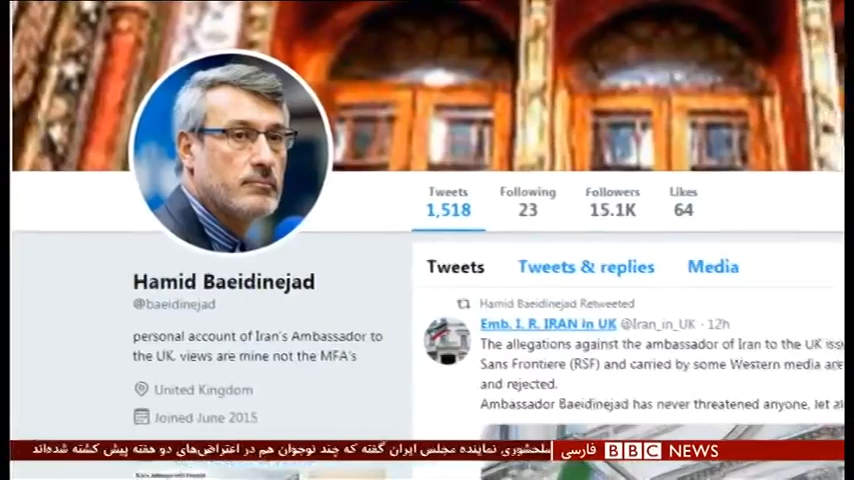 Tweets
1,518
Following
23
Followers
15.1K
Likes
64
Hamid Baeidinejad
@baeidinejad
personal account of Iran's Ambassador to
the UK. views are mine not the MFA's
United Kingdom
Joined June 2015
Tweets Tweets & replies Media
Hamid Baeidinejad Retweeted
Emb. I. R. IRAN in UK @Iran_in_UK · 12h
The allegations against the ambassador of Iran to the UK iss
Sans Frontiere (RSF) and carried by some Western media are
and rejected.
Ambassador Baeidinejad has never threatened anyone, let al
سلحشوری نماینده مجلس ایران گفته که چند نوجوان هم در اعتراض‌های دو هفته پیش کشته شده‌اند
BBC NEWS فارسی